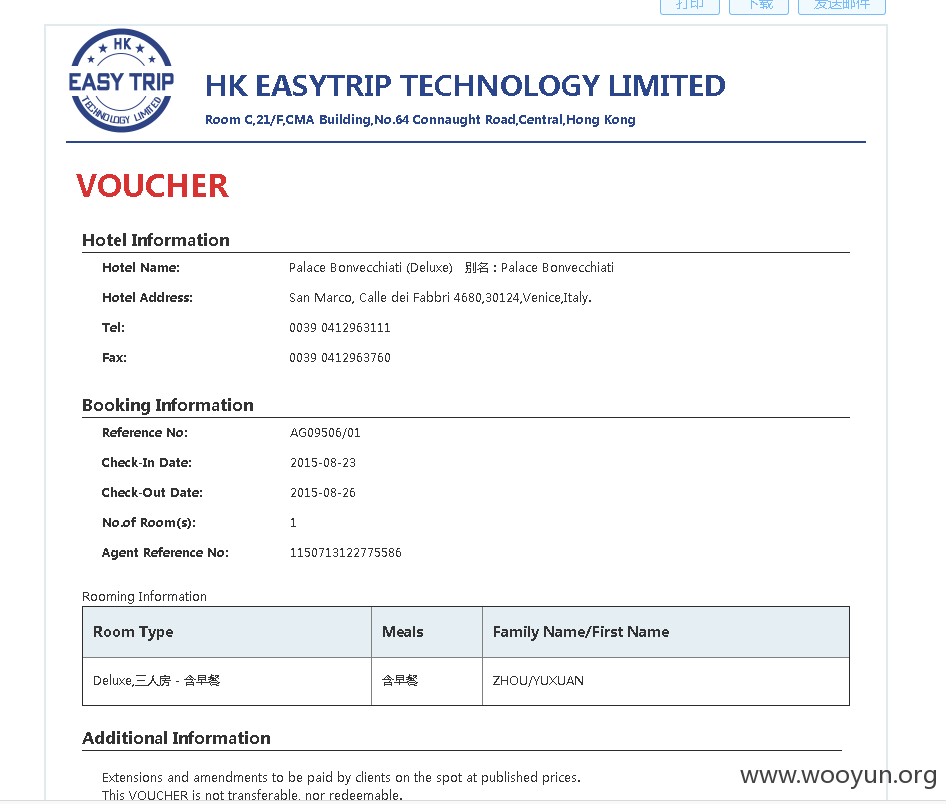 打印 下载 发送邮件
HK
EASY TRIP
TECHNOLOGY LIMITED
HK EASYTRIP TECHNOLOGY LIMITED
Room C,21/F,CMA Building,No.64 Connaught Road,Central,Hong Kong
VOUCHER
Hotel Information
Hotel Name: Palace Bonvecchiati (Deluxe) 别名 : Palace Bonvecchiati
Hotel Address: San Marco, Calle dei Fabbri 4680,30124,Venice,Italy.
Tel: 0039 0412963111
Fax: 0039 0412963760
Booking Information
Reference No: AG09506/01
Check-In Date: 2015-08-23
Check-Out Date: 2015-08-26
No.of Room(s): 1
Agent Reference No: 1150713122775586
Rooming Information
Room Type Meals Family Name/First Name
Deluxe,三人房 - 含早餐 含早餐 ZHOU/YUXUAN
Additional Information
Extensions and amendments to be paid by clients on the spot at published prices.
This VOUCHER is not transferable, nor redeemable.
www.wooyun.org